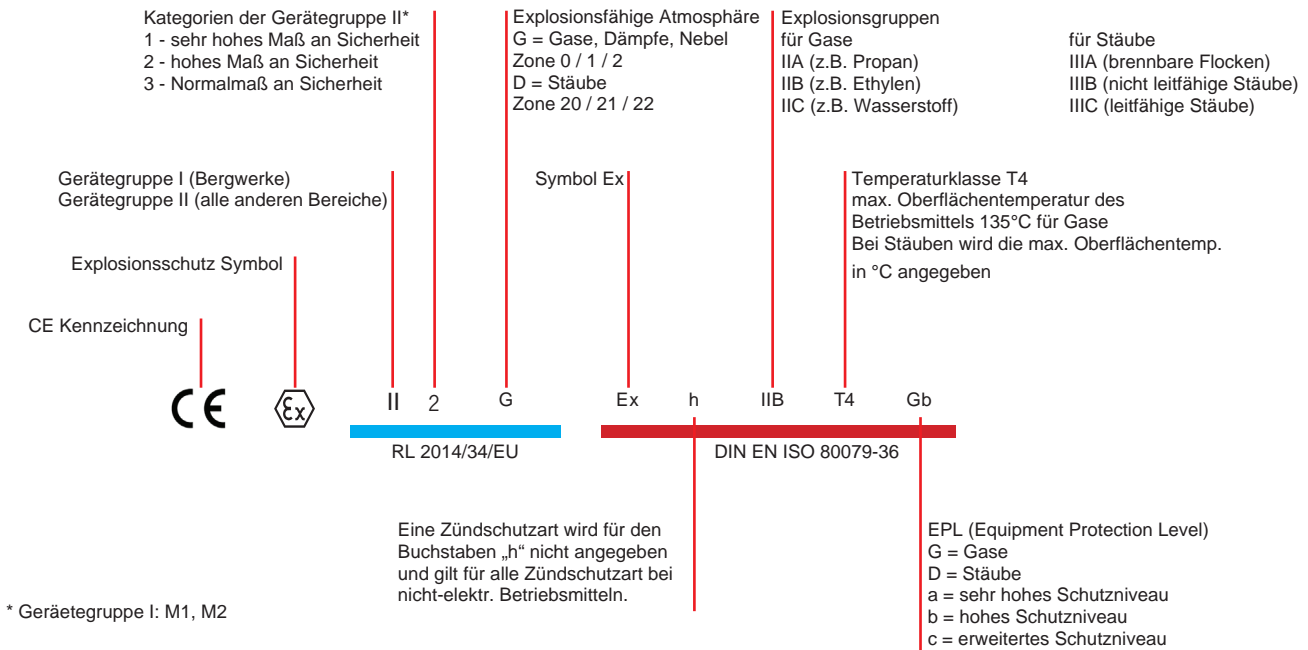 Kategorien der Gerätegruppe II*
1 - sehr hohes Maß an Sicherheit
2 - hohes Maß an Sicherheit
3 - Normalmaß an Sicherheit
Explosionsfähige Atmosphäre
G = Gase, Dämpfe, Nebel
Zone 0 / 1 / 2
D = Stäube
Zone 20 / 21 / 22
Explosionsgruppen
für Gase
IIA (z.B. Propan)
IIB (z.B. Ethylen)
IIC (z.B. Wasserstoff)
für Stäube
IIIA (brennbare Flocken)
IIIB (nicht leitfähige Stäube)
IIIC (leitfähige Stäube)
Gerätegruppe I (Bergwerke)
Gerätegruppe II (alle anderen Bereiche)
Symbol Ex
Temperaturklasse T4
max. Oberflächentemperatur des
Betriebsmittels 135°C für Gase
Bei Stäuben wird die max. Oberflächentemp.
in °C angegeben
Explosionsschutz Symbol
CE Kennzeichnung
CE Ex II 2 G Ex h IIB T4 Gb
RL 2014/34/EU
DIN EN ISO 80079-36
Eine Zündschutzart wird für den
Buchstaben „h“ nicht angegeben
und gilt für alle Zündschutzart bei
nicht-elektr. Betriebsmitteln.
EPL (Equipment Protection Level)
G = Gase
D = Stäube
a = sehr hohes Schutzniveau
b = hohes Schutzniveau
c = erweitertes Schutzniveau
* Geräetegruppe I: M1, M2